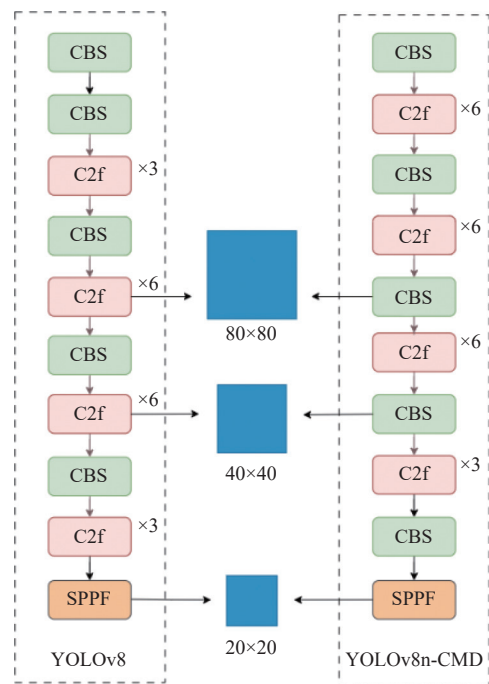 CBS
CBS
C2f ×3
CBS
C2f ×6
CBS
C2f ×6
CBS
C2f ×3
SPPF
YOLOv8
80×80
40×40
20×20
CBS
C2f ×6
CBS
C2f ×6
CBS
C2f ×6
CBS
C2f ×3
CBS
SPPF
YOLOv8n-CMD